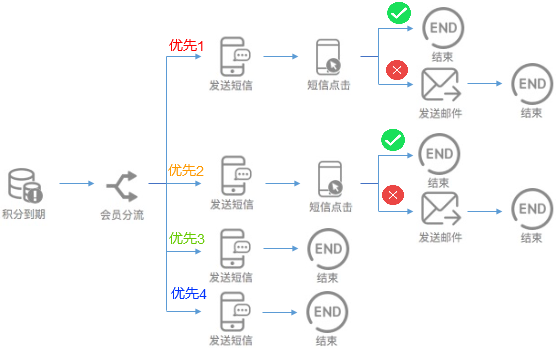 优先1
发送短信
短信点击
END
结束
发送邮件
END
结束
积分到期
会员分流
优先2
发送短信
短信点击
END
结束
发送邮件
END
结束
优先3
发送短信
END
结束
优先4
发送短信
END
结束